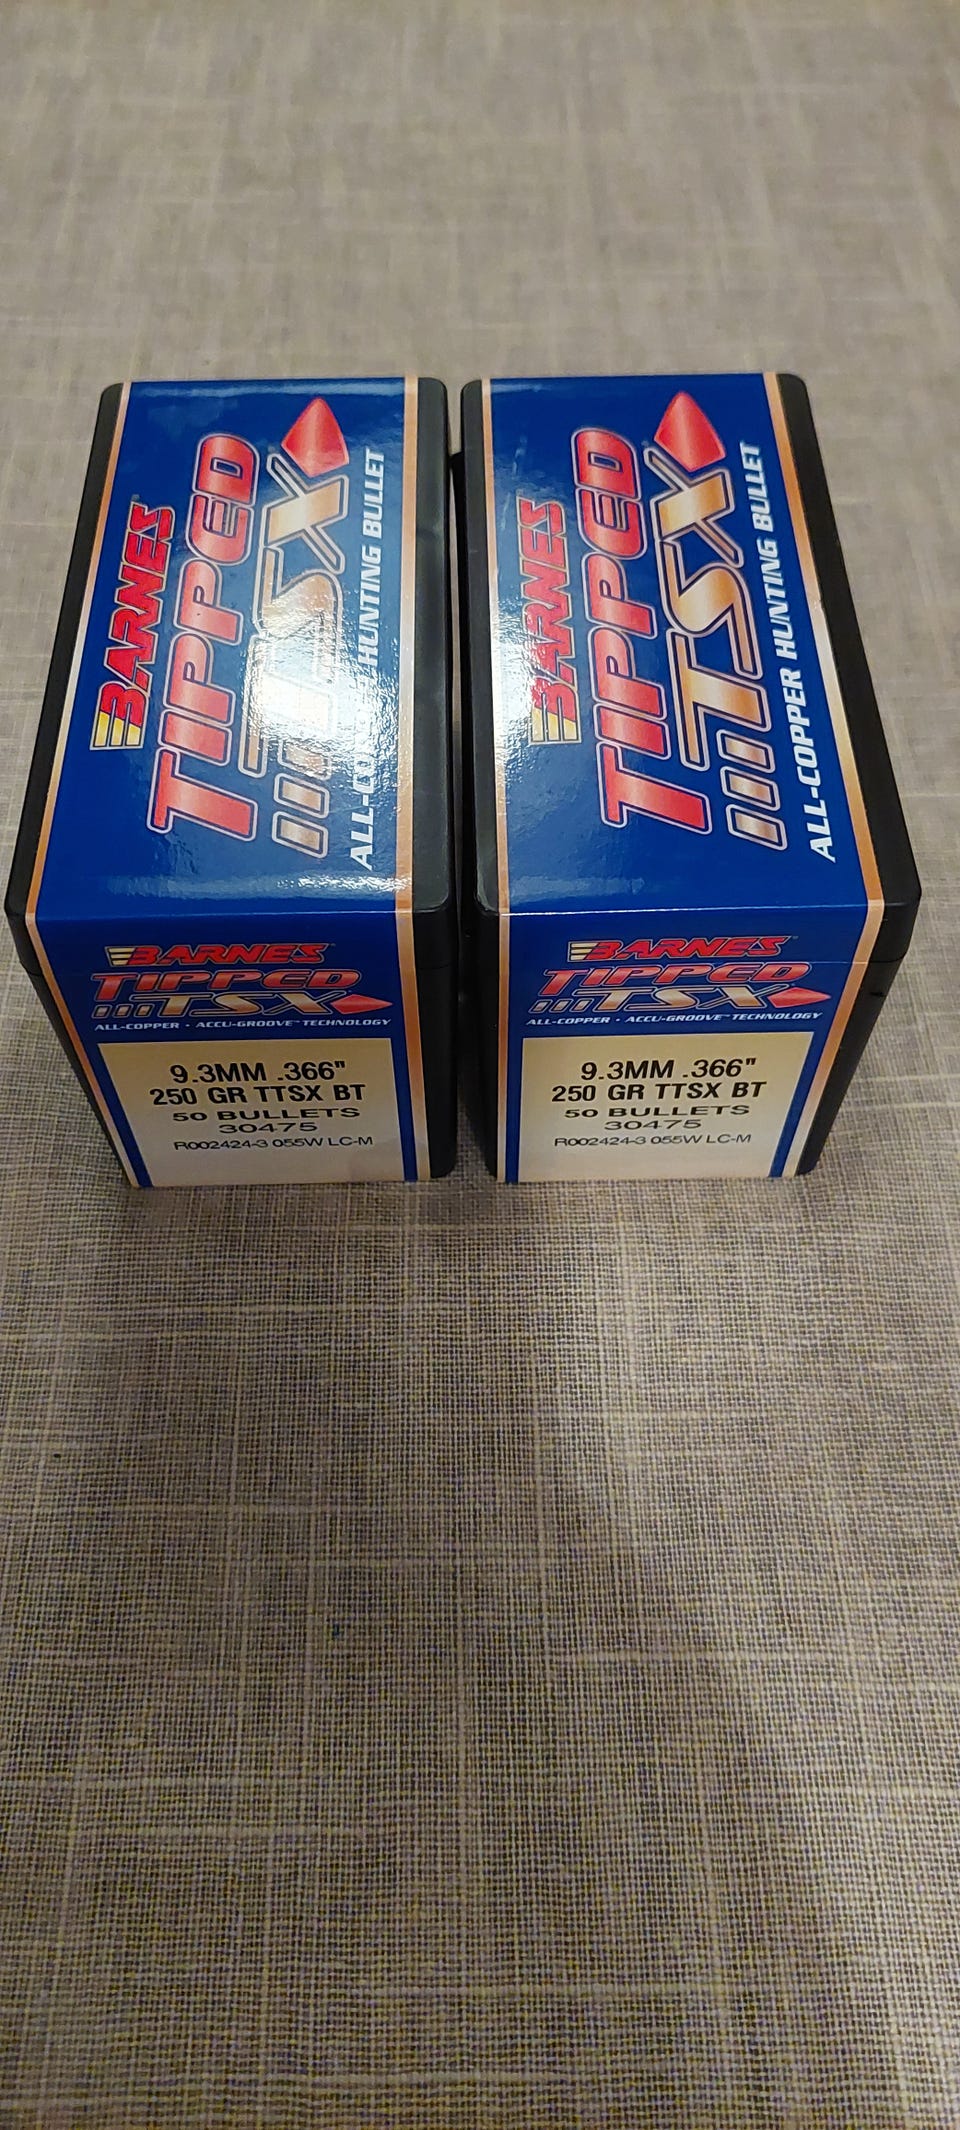 BARNES
TIPPED
TSX
ALL-COPPER HUNTING BULLET
BARNES
TIPPED
TSX
ALL-COPPER • ACCU-GROOVE™ TECHNOLOGY
9.3MM .366"
250 GR TTSX BT
50 BULLETS
30475
R002424-3 055W LC-M
BARNES
TIPPED
TSX
ALL-COPPER HUNTING BULLET
BARNES
TIPPED
TSX
ALL-COPPER • ACCU-GROOVE™ TECHNOLOGY
9.3MM .366"
250 GR TTSX BT
50 BULLETS
30475
R002424-3 055W LC-M